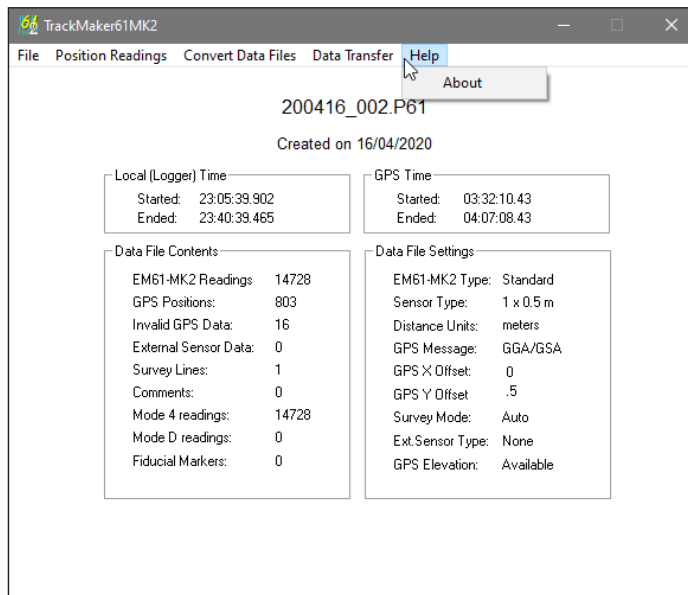 TrackMaker61MK2
File Position Readings Convert Data Files Data Transfer Help
About
200416_002.P61
Created on 16/04/2020
Local (Logger) Time
Started: 23:05:39.902
Ended: 23:40:39.465
GPS Time
Started: 03:32:10.43
Ended: 04:07:08.43
Data File Contents
EM61-MK2 Readings 14728
GPS Positions: 803
Invalid GPS Data: 16
External Sensor Data: 0
Survey Lines: 1
Comments: 0
Mode 4 readings: 14728
Mode D readings: 0
Fiducial Markers: 0
Data File Settings
EM61-MK2 Type: Standard
Sensor Type: 1 x 0.5 m
Distance Units: meters
GPS Message: GGA/GSA
GPS X Offset: 0
GPS Y Offset .5
Survey Mode: Auto
Ext.Sensor Type: None
GPS Elevation: Available